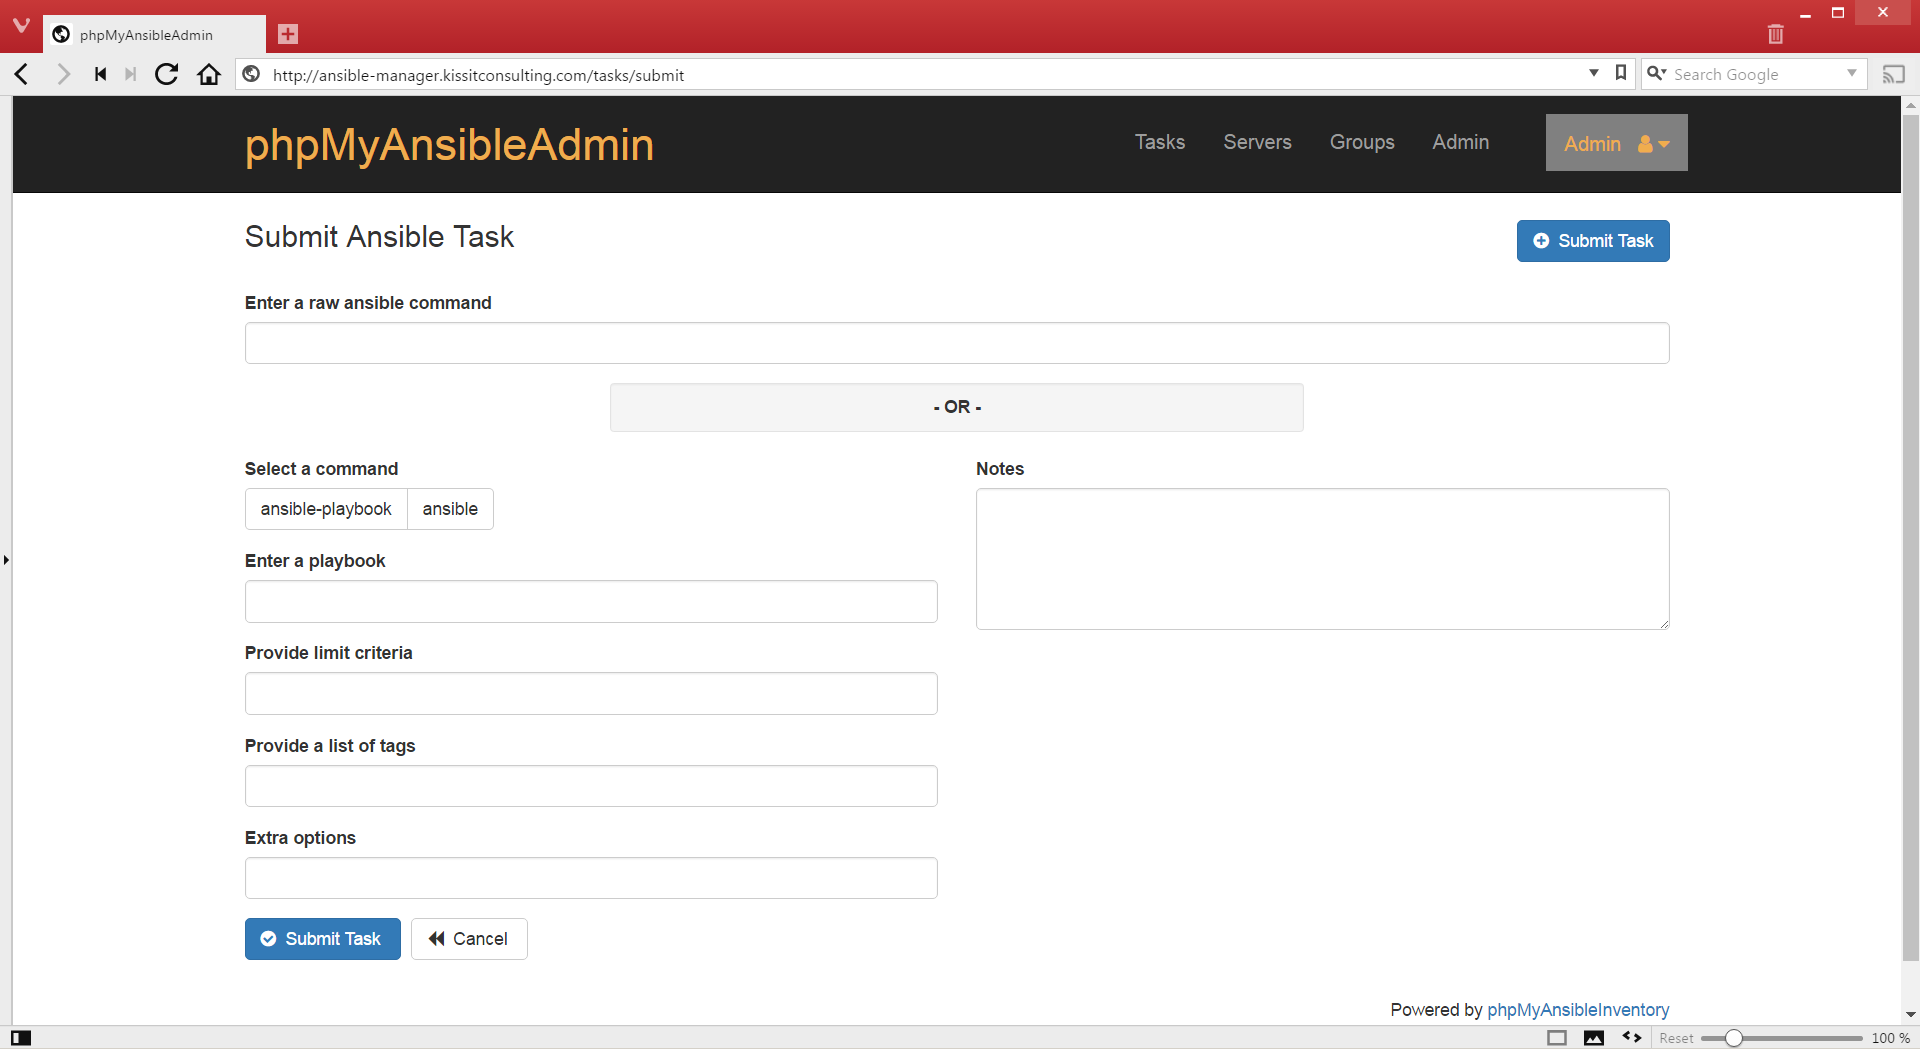 phpMyAnsibleAdmin
http://ansible-manager.kissitconsulting.com/tasks/submit
Search Google
phpMyAnsibleAdmin
Tasks Servers Groups Admin Admin
Submit Ansible Task
Submit Task
Enter a raw ansible command
- OR -
Select a command
ansible-playbook ansible
Notes
Enter a playbook
Provide limit criteria
Provide a list of tags
Extra options
Submit Task Cancel
Powered by phpMyAnsibleInventory
Reset 100 %